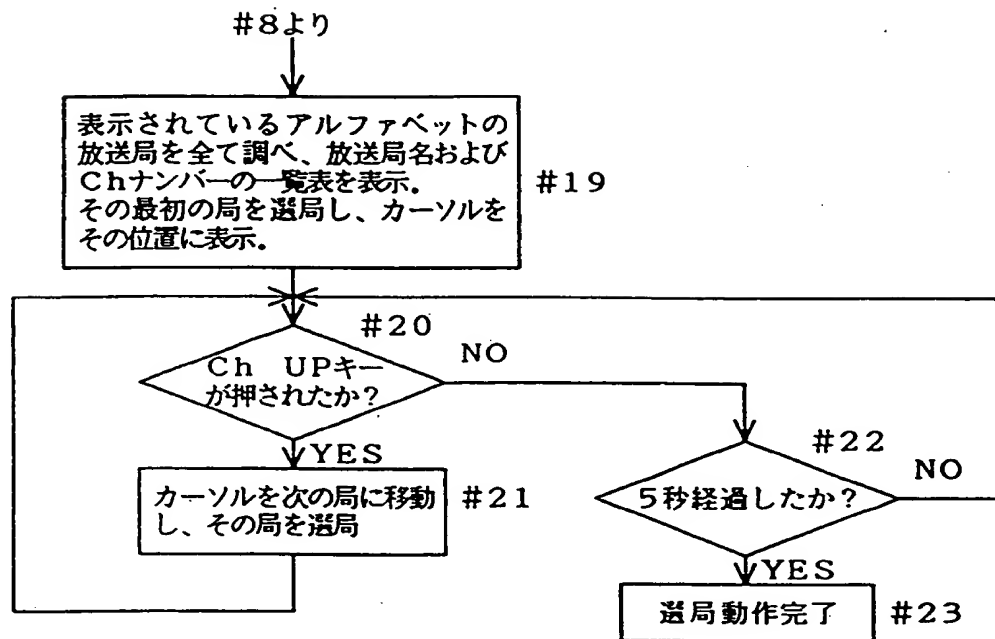 #8より
表示されているアルファベットの
放送局を全て調べ、放送局名および
Chナンバーの一覧表を表示。
その最初の局を選局し、カーソルを
その位置に表示。
#19
#20
Ch UPキー
が押されたか?
NO
YES
カーソルを次の局に移動
し、その局を選局
#21
#22
5秒経過したか?
NO
YES
選局動作完了
#23